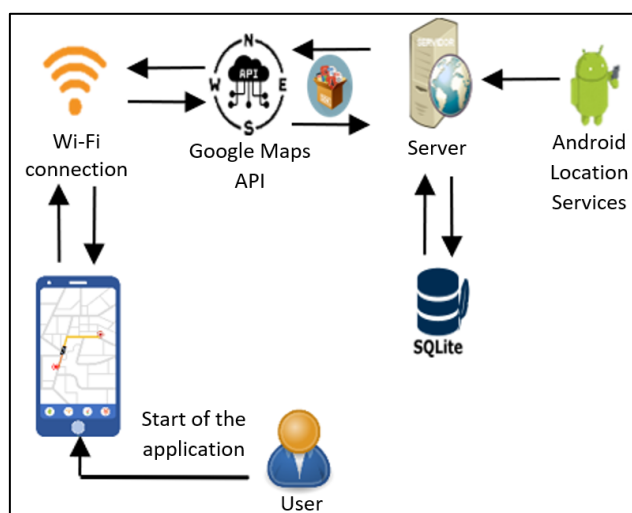 N
W
API
E
S
SERVIDOR
Wi-Fi
connection
Google Maps
API
Server
Android
Location
Services
SQLite
Start of the
application
User